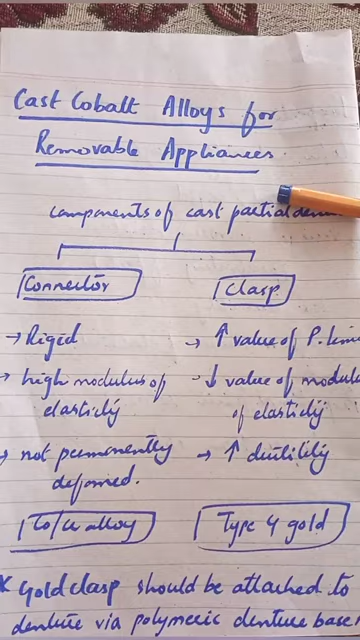 Cast Cobalt Alloys for
Removable Appliances.
components of cast partial den
Connector
Clasp
→ Rigid
→ ↑ value of P. Limi
→ high modulus of
elasticity
→ ↓ value of modul
of elasticity
→ not permanently
deformed.
→ ↑ ductility
Co/Cr alloy
Type 4 gold
* Gold clasp should be attached to
denture via polymeric denture base